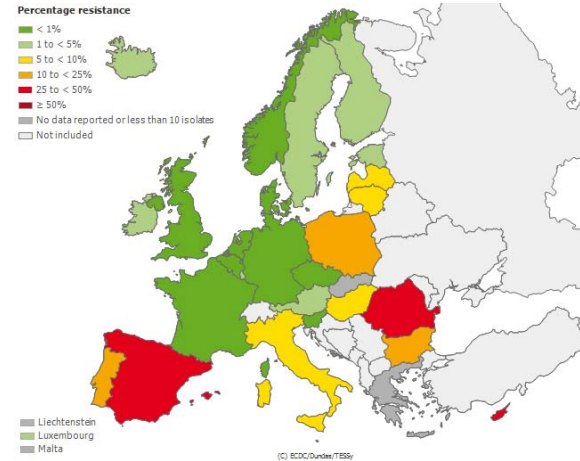 Percentage resistance
< 1%
1 to < 5%
5 to < 10%
10 to < 25%
25 to < 50%
≥ 50%
No data reported or less than 10 isolates
Not included
Liechtenstein
Luxembourg
Malta
(C) ECDC/Dundas/TESSy